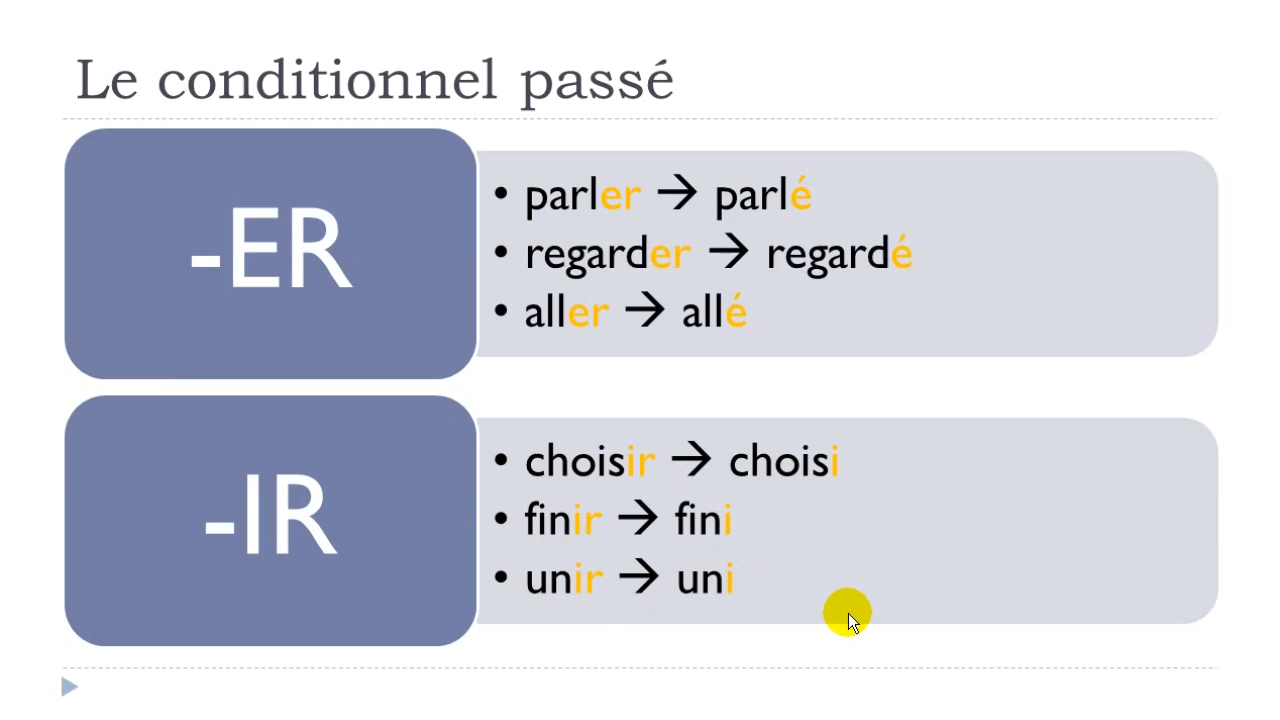 Le conditionnel passé
-ER
• parler → parlé
• regarder → regardé
• aller → allé
-IR
• choisir → choisi
• finir → fini
• unir → uni